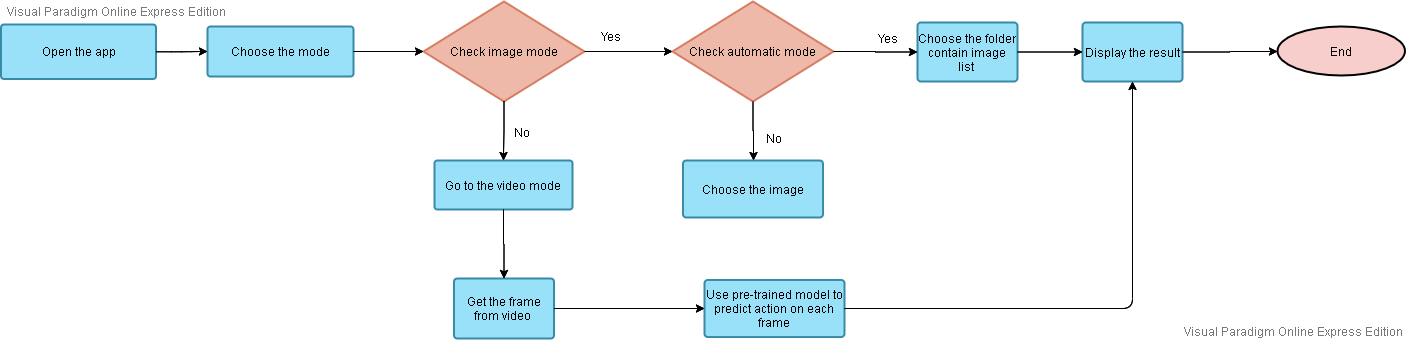 Visual Paradigm Online Express Edition
Open the app
Choose the mode
Check image mode
Yes
Check automatic mode
Yes
Choose the folder
contain image
list
Display the result
End
No
No
Go to the video mode
Choose the image
Get the frame
from video
Use pre-trained model to
predict action on each
frame
Visual Paradigm Online Express Edition